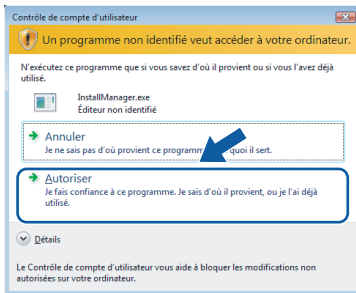 Contrôle de compte d'utilisateur
Un programme non identifié veut accéder à votre ordinateur.
N'exécutez ce programme que si vous savez d'où il provient ou si vous l'avez déjà
utilisé.
InstallManager.exe
Éditeur non identifié
Annuler
Je ne sais pas d'où provient ce programme quoi il sert.
Autoriser
Je fais confiance à ce programme. Je sais d'où il provient, ou je l'ai déjà
utilisé.
Détails
Le Contrôle de compte d'utilisateur vous aide à bloquer les modifications non
autorisées sur votre ordinateur.